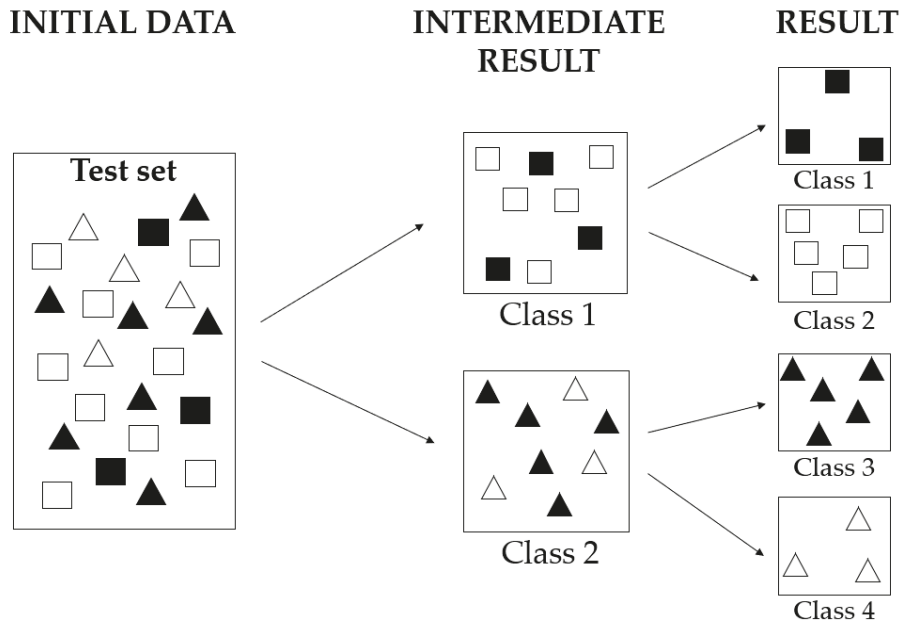 INITIAL DATA
INTERMEDIATE
RESULT
RESULT
Test set
Class 1
Class 2
Class 1
Class 2
Class 3
Class 4